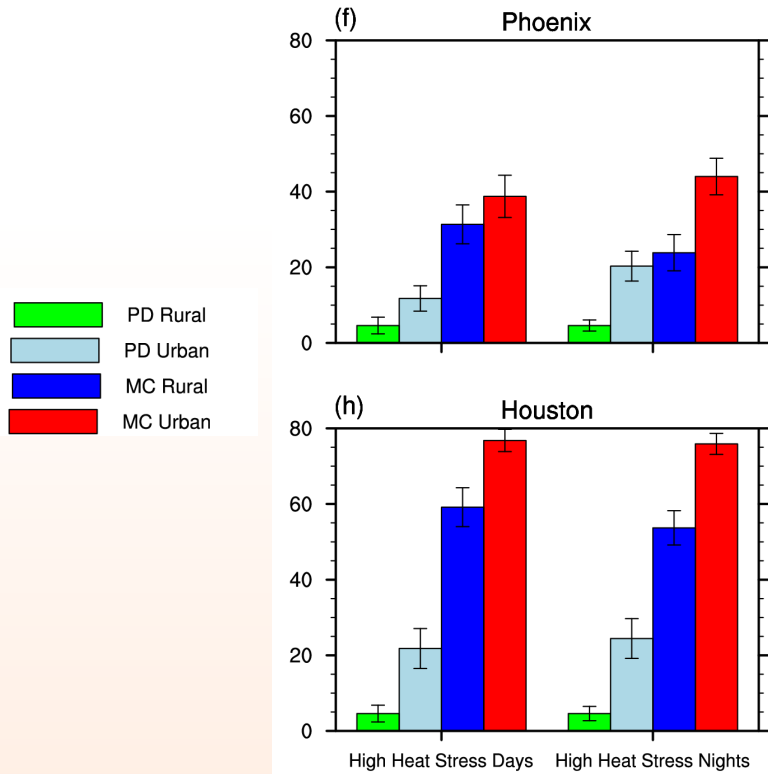 (f)
Phoenix
80
60
40
20
0
PD Rural
PD Urban
MC Rural
MC Urban
(h)
Houston
80
60
40
20
0
High Heat Stress Days
High Heat Stress Nights